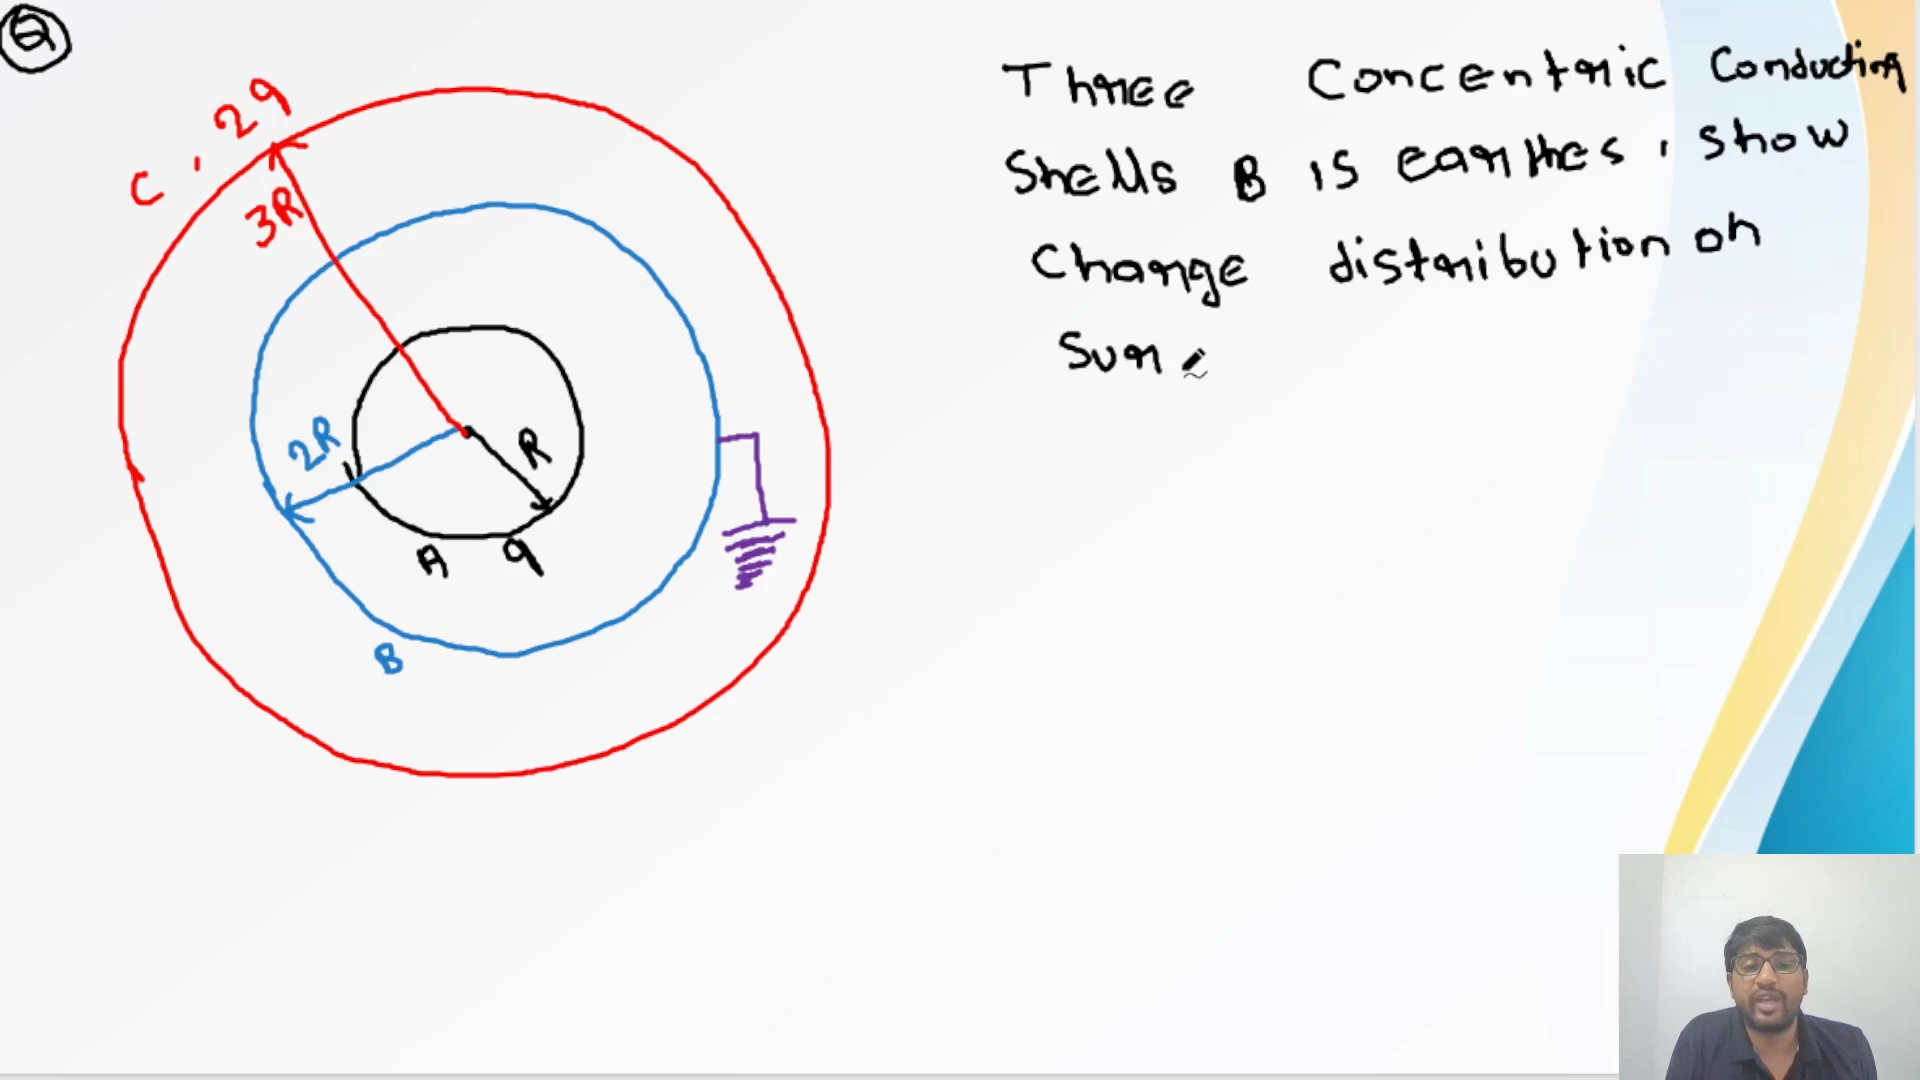 Q
Three Concentric Conducting
Shells B is earthes, show
Charge distribution on
Sur
C, 2q
3R
2R
R
A q
B